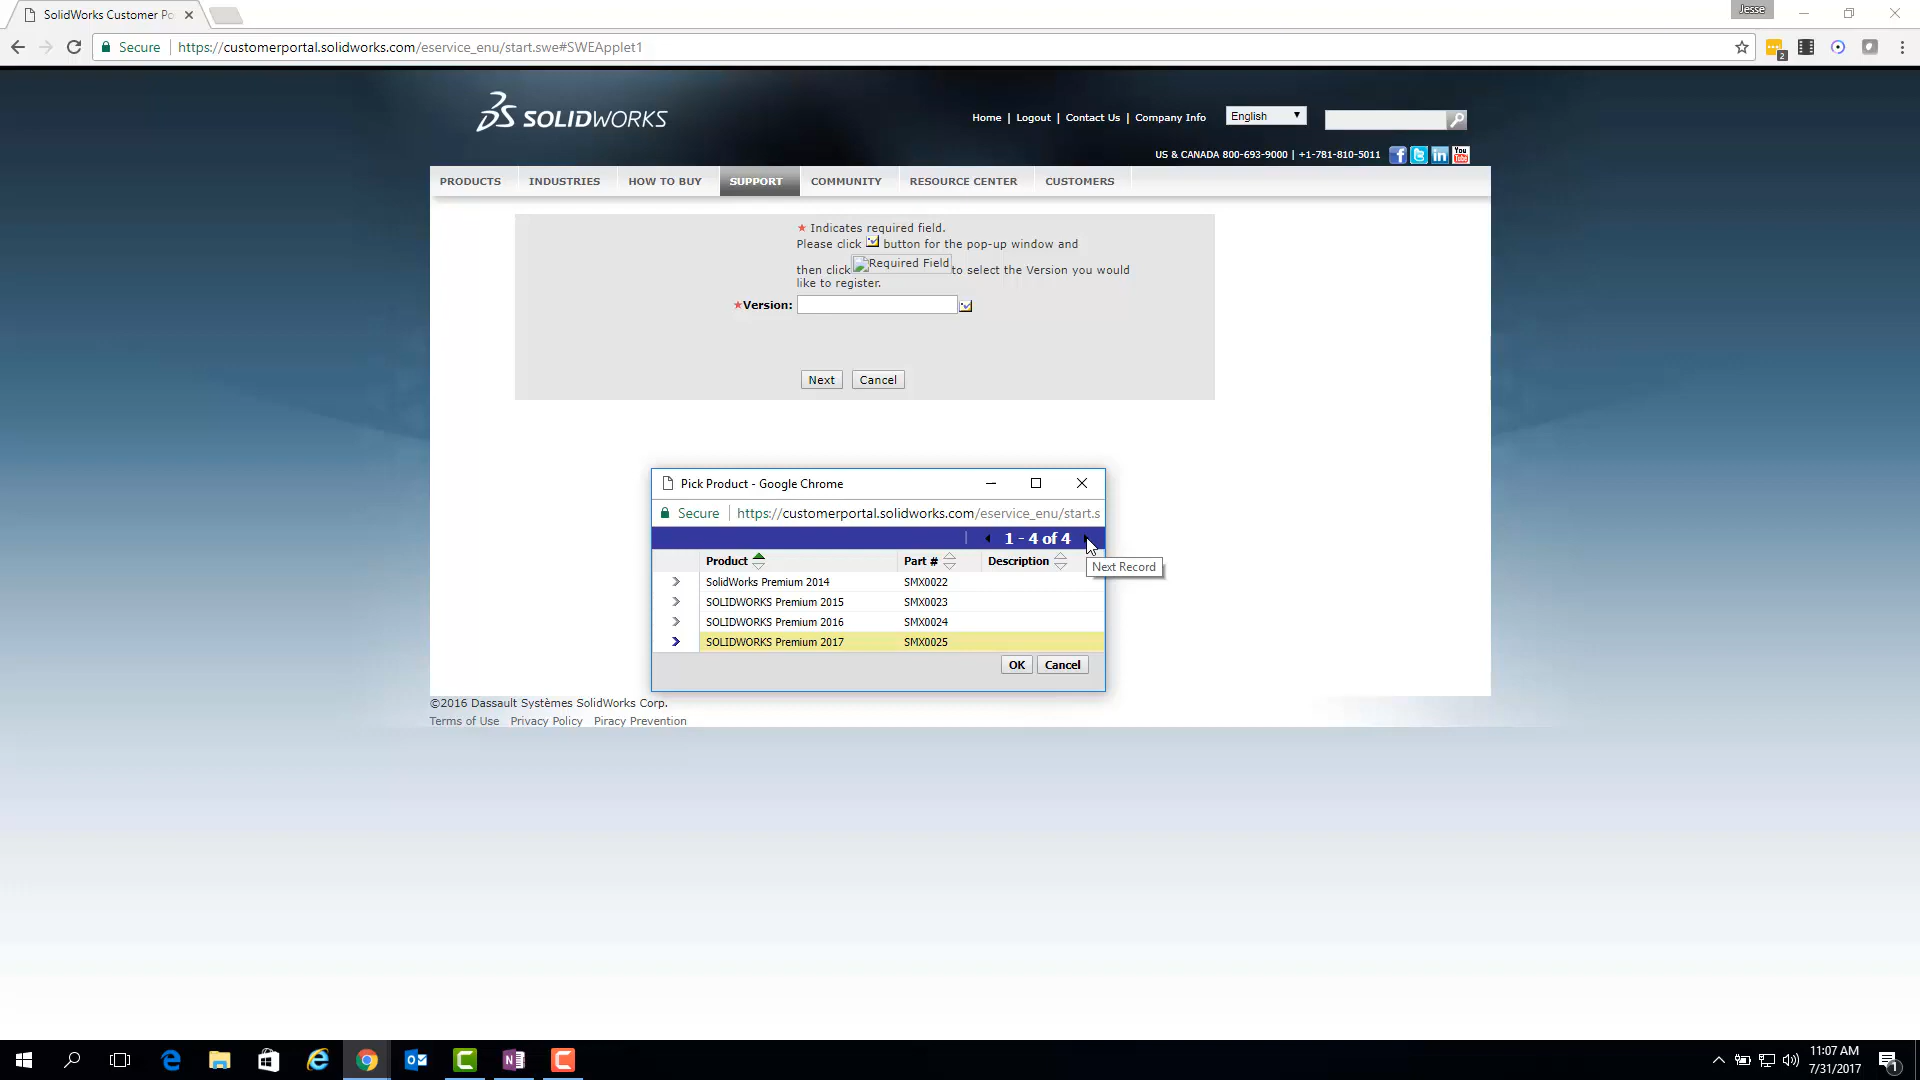 SolidWorks Customer Po
Jesse
Secure
https://customerportal.solidworks.com/eservice_enu/start.swe#SWEApplet1
2
SOLIDWORKS
Home | Logout | Contact Us | Company Info
English
US & CANADA 800-693-9000 | +1-781-810-5011
You
Tube
PRODUCTS
INDUSTRIES
HOW TO BUY
SUPPORT
COMMUNITY
RESOURCE CENTER
CUSTOMERS
★ Indicates required field.
Please click button for the pop-up window and
then click Required Field to select the Version you would
like to register.
★Version:
Next
Cancel
Pick Product - Google Chrome
Secure
https://customerportal.solidworks.com/eservice_enu/start.s
1 - 4 of 4
Next Record
Product Part # Description
SolidWorks Premium 2014 SMX0022
SOLIDWORKS Premium 2015 SMX0023
SOLIDWORKS Premium 2016 SMX0024
SOLIDWORKS Premium 2017 SMX0025
OK
Cancel
©2016 Dassault Systèmes SolidWorks Corp.
Terms of Use Privacy Policy Piracy Prevention
11:07 AM
7/31/2017
1